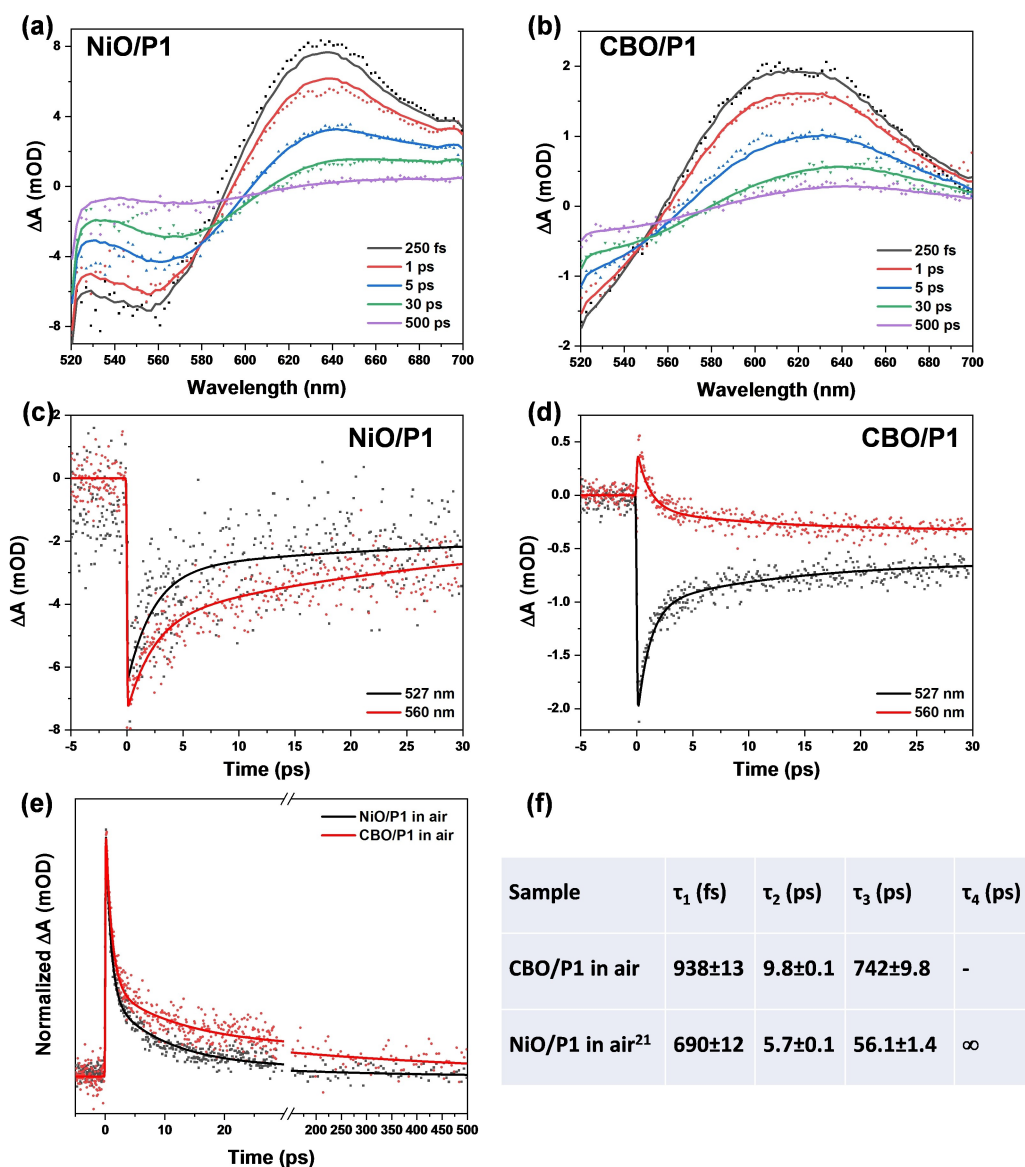 (a)
NiO/P1
ΔA (mOD)
8
4
0
-4
-8
250 fs
1 ps
5 ps
30 ps
500 ps
520 540 560 580 600 620 640 660 680 700
Wavelength (nm)
(b)
CBO/P1
ΔA (mOD)
2
1
0
-1
-2
250 fs
1 ps
5 ps
30 ps
500 ps
520 540 560 580 600 620 640 660 680 700
Wavelength (nm)
(c)
NiO/P1
ΔA (mOD)
2
0
-2
-4
-6
-8
527 nm
560 nm
-5 0 5 10 15 20 25 30
Time (ps)
(d)
CBO/P1
ΔA (mOD)
0.5
0.0
-0.5
-1.0
-1.5
-2.0
527 nm
560 nm
-5 0 5 10 15 20 25 30
Time (ps)
(e)
Normalized ΔA (mOD)
NiO/P1 in air
CBO/P1 in air
0 10 20 200 250 300 350 400 450 500
Time (ps)
(f)
Sample τ₁ (fs) τ₂ (ps) τ₃ (ps) τ₄ (ps)
CBO/P1 in air 938±13 9.8±0.1 742±9.8 -
NiO/P1 in air²¹ 690±12 5.7±0.1 56.1±1.4 ∞